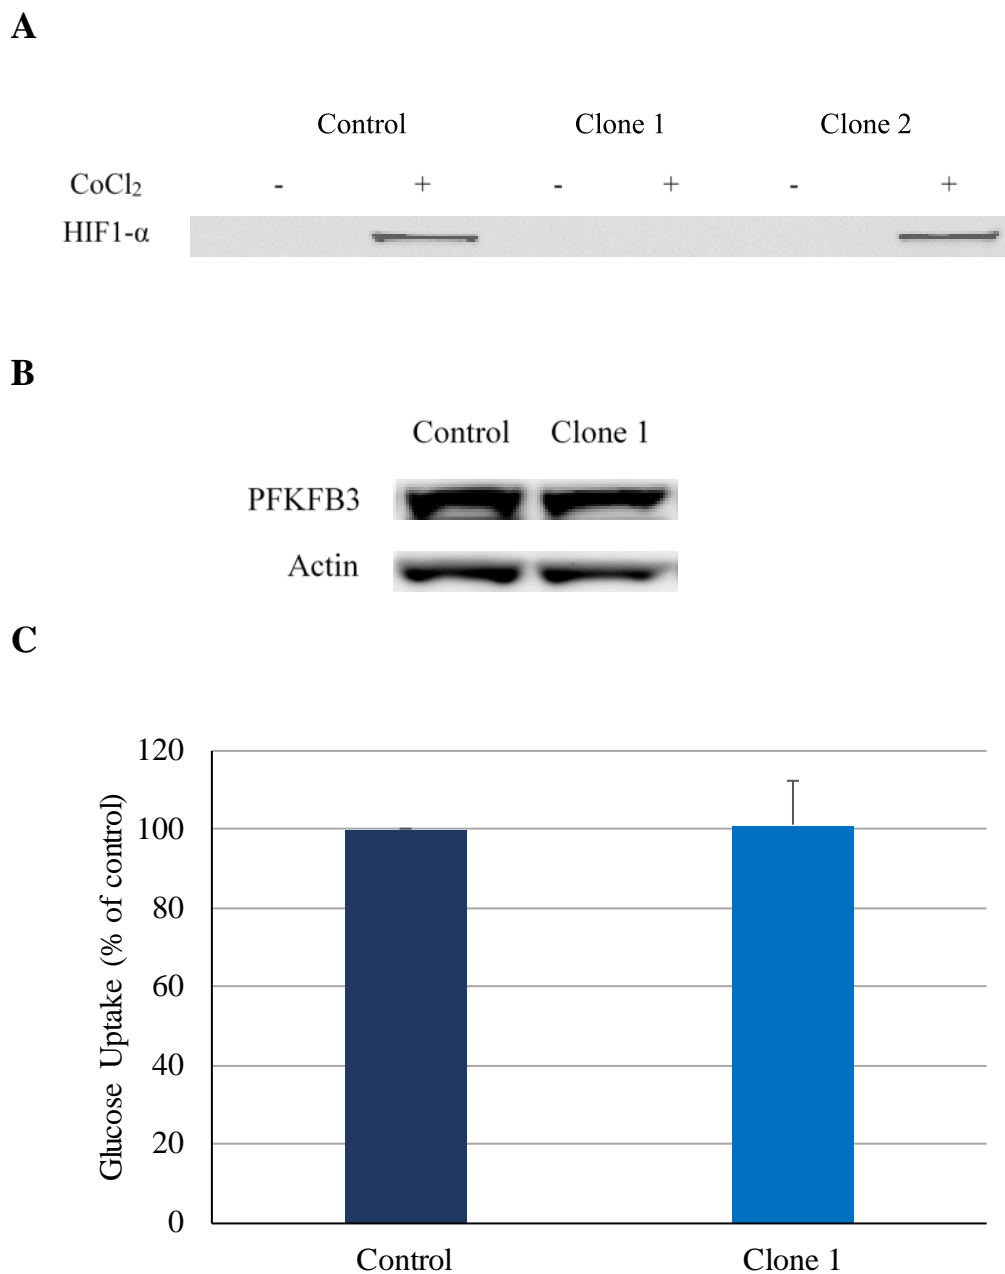 A
Control Clone 1 Clone 2
CoCl₂ - + - + - +
HIF1-α
B
Control Clone 1
PFKFB3
Actin
C
Glucose Uptake (% of control)
120
100
80
60
40
20
0
Control Clone 1